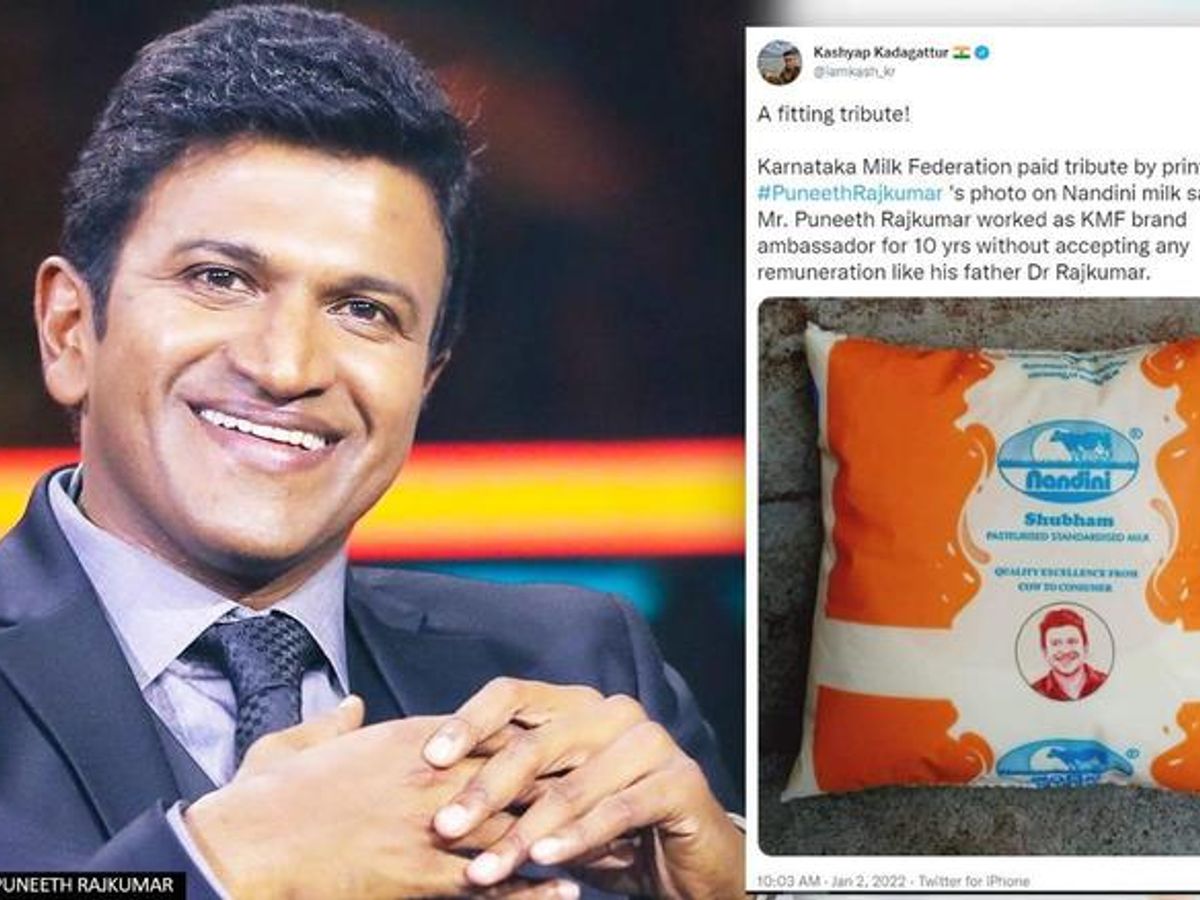 Kashyap Kadagattur
@iamkash_kr
A fitting tribute!
Karnataka Milk Federation paid tribute by prin
#PuneethRajkumar 's photo on Nandini milk sa
Mr. Puneeth Rajkumar worked as KMF brand
ambassador for 10 yrs without accepting any
remuneration like his father Dr Rajkumar.
Nandini
Shubham
PASTEURISED STANDARDISED MILK
QUALITY EXCELLENCE FROM
COW TO CONSUMER
10:03 AM · Jan 2, 2022 · Twitter for iPhone
PUNEETH RAJKUMAR